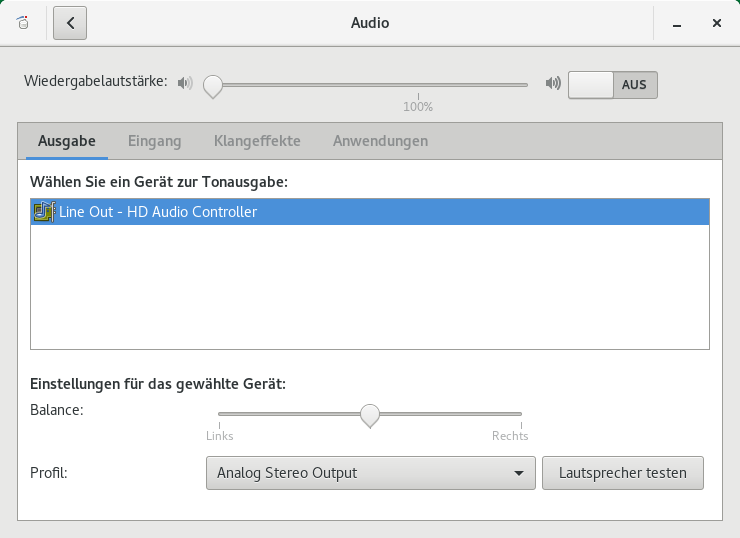 Audio
Wiedergabelautstärke:
AUS
100%
Ausgabe Eingang Klangeffekte Anwendungen
Wählen Sie ein Gerät zur Tonausgabe:
Line Out - HD Audio Controller
Einstellungen für das gewählte Gerät:
Balance:
Links Rechts
Profil: Analog Stereo Output Lautsprecher testen